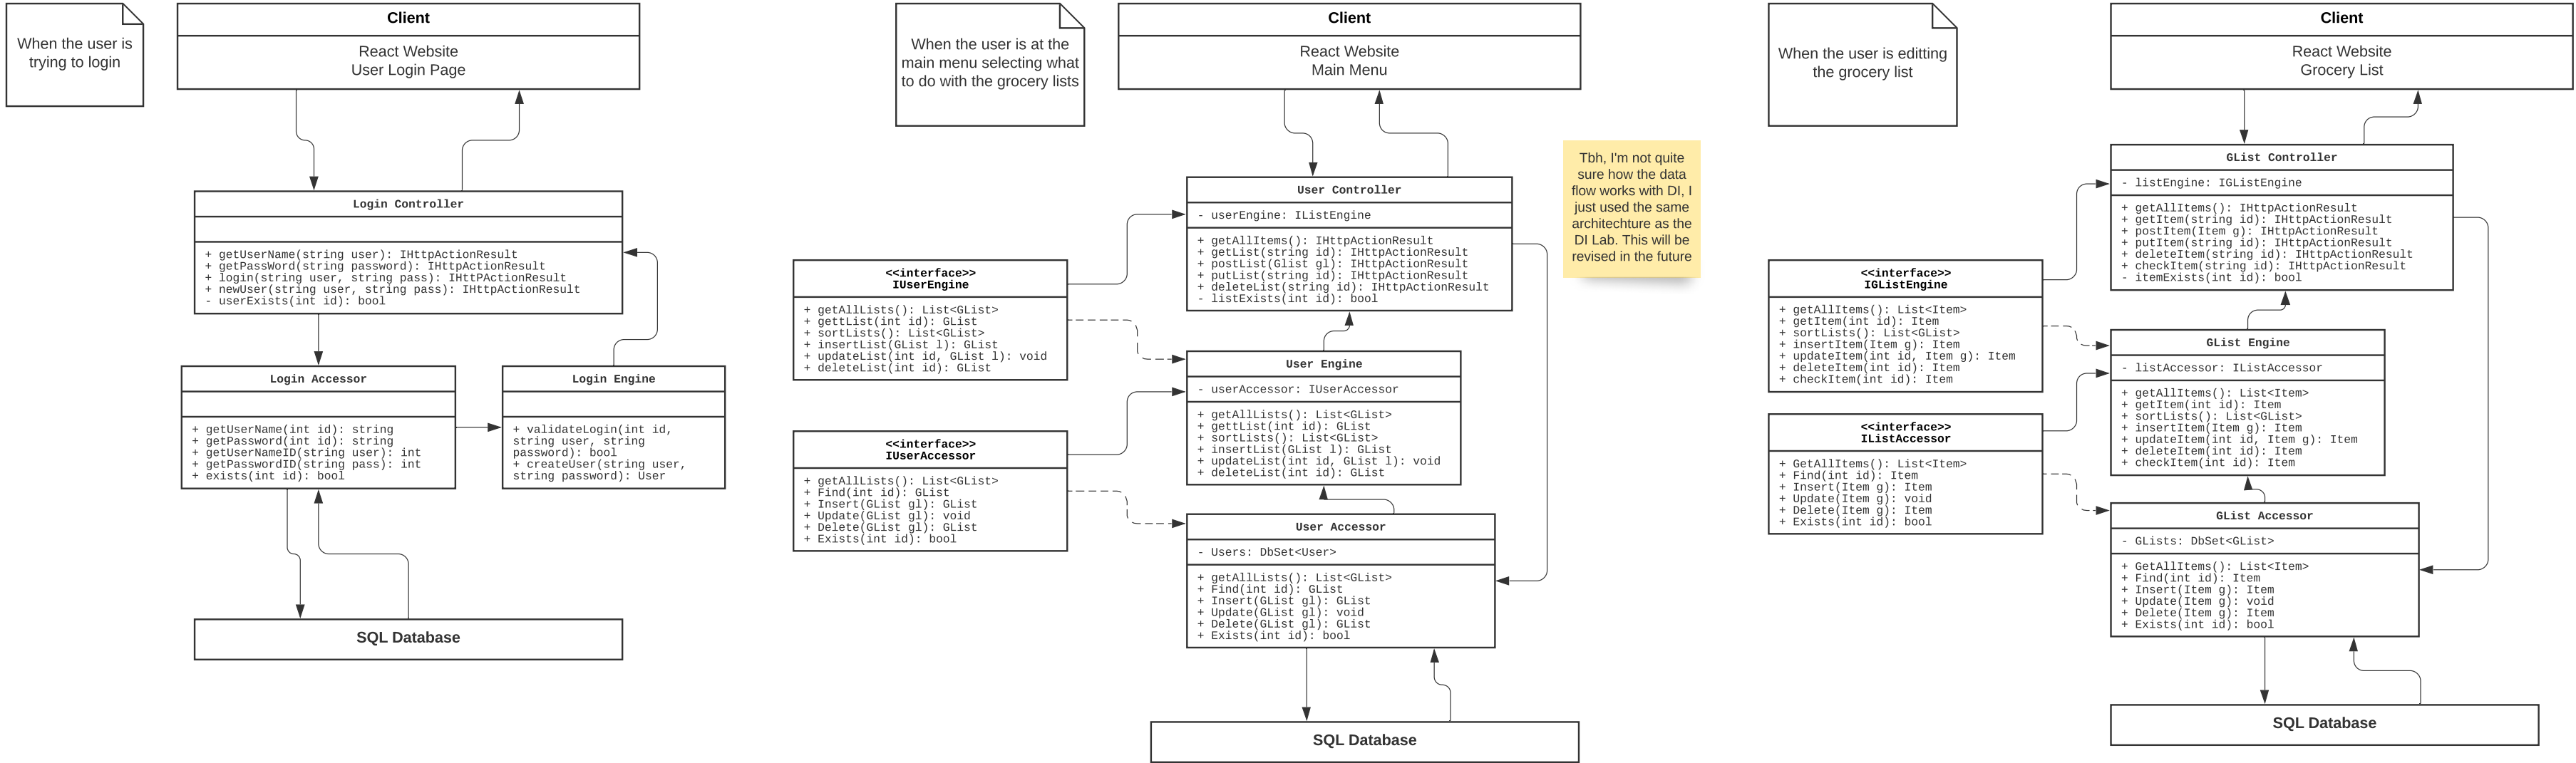 When the user is
trying to login
Client
React Website
User Login Page
Login Controller
+ getUserName(string user): IHttpActionResult
+ getPassWord(string password): IHttpActionResult
+ login(string user, string pass): IHttPActionResult
+ newUser(string user, string pass): IHttpActionResult
- userExists(int id): bool
Login Accessor
+ getUserName(int id): string
+ getPassword(int id): string
+ getUserNameID(string user): int
+ getPasswordID(string pass): int
+ exists(int id): bool
Login Engine
+ validateLogin(int id,
string user, string
password): bool
+ createUser(string user,
string password): User
SQL Database
When the user is at the
main menu selecting what
to do with the grocery lists
Client
React Website
Main Menu
Tbh, I'm not quite
sure how the data
flow works with DI, I
just used the same
architechture as the
DI Lab. This will be
revised in the future
User Controller
- userEngine: IListEngine
+ getAllItems(): IHttpActionResult
+ getList(string id): IHttpActionResult
+ postList(Glist gl): IHttpActionResult
+ putList(string id): IHttpActionResult
+ deleteList(string id): IHttpActionResult
- listExists(int id): bool
<<interface>>
IUserEngine
+ getAllLists(): List<GList>
+ gettList(int id): GList
+ sortLists(): List<GList>
+ insertList(GList l): GList
+ updateList(int id, GList l): void
+ deleteList(int id): GList
User Engine
- userAccessor: IUserAccessor
+ getAllLists(): List<GList>
+ gettList(int id): GList
+ sortLists(): List<GList>
+ insertList(GList l): GList
+ updateList(int id, GList l): void
+ deleteList(int id): GList
<<interface>>
IUserAccessor
+ getAllLists(): List<GList>
+ Find(int id): GList
+ Insert(GList gl): GList
+ Update(GList gl): void
+ Delete(GList gl): GList
+ Exists(int id): bool
User Accessor
- Users: DbSet<User>
+ getAllLists(): List<GList>
+ Find(int id): GList
+ Insert(GList gl): GList
+ Update(GList gl): void
+ Delete(GList gl): GList
+ Exists(int id): bool
SQL Database
When the user is editting
the grocery list
Client
React Website
Grocery List
GList Controller
- listEngine: IGListEngine
+ getAllItems(): IHttpActionResult
+ getItem(string id): IHttpActionResult
+ postItem(Item g): IHttpActionResult
+ putItem(string id): IHttpActionResult
+ deleteItem(string id): IHttpActionResult
+ checkItem(string id): IHttpActionResult
- itemExists(int id): bool
<<interface>>
IGListEngine
+ getAllItems(): List<Item>
+ getItem(int id): Item
+ sortLists(): List<GList>
+ insertItem(Item g): Item
+ updateItem(int id, Item g): Item
+ deleteItem(int id): Item
+ checkItem(int id): Item
GList Engine
- listAccessor: IListAccessor
+ getAllItems(): List<Item>
+ getItem(int id): Item
+ sortLists(): List<GList>
+ insertItem(Item g): Item
+ updateItem(int id, Item g): Item
+ deleteItem(int id): Item
+ checkItem(int id): Item
<<interface>>
IListAccessor
+ GetAllItems(): List<Item>
+ Find(int id): Item
+ Insert(Item g): Item
+ Update(Item g): void
+ Delete(Item g): Item
+ Exists(int id): bool
GList Accessor
- GLists: DbSet<GList>
+ GetAllItems(): List<Item>
+ Find(int id): Item
+ Insert(Item g): Item
+ Update(Item g): void
+ Delete(Item g): Item
+ Exists(int id): bool
SQL Database